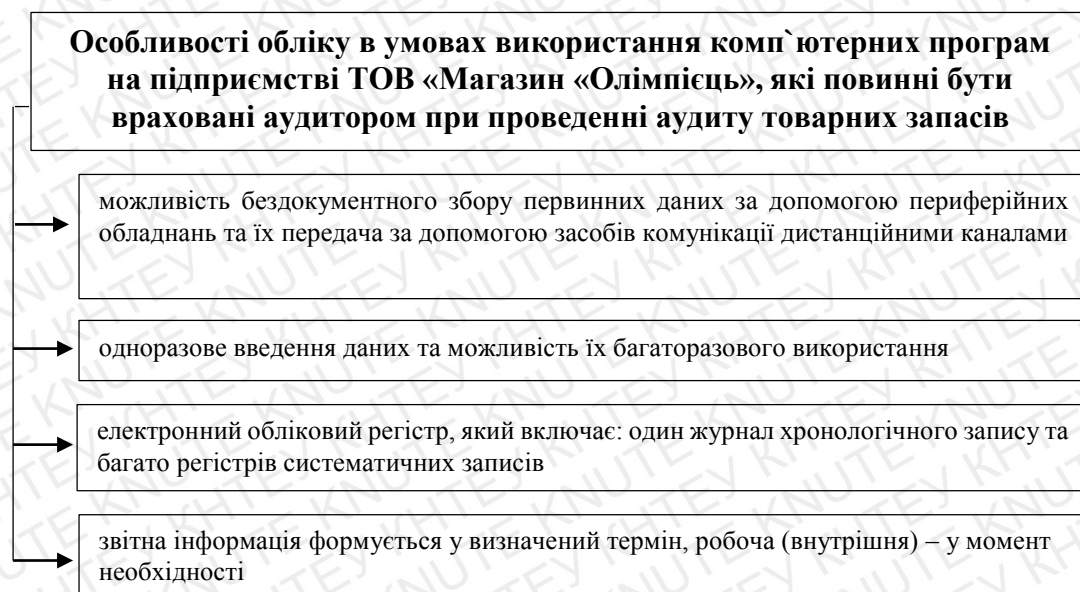 Особливості обліку в умовах використання комп`ютерних програм
на підприємстві ТОВ «Магазин «Олімпієць», які повинні бути
враховані аудитором при проведенні аудиту товарних запасів
можливість бездокументного збору первинних даних за допомогою периферійних
обладнань та їх передача за допомогою засобів комунікації дистанційними каналами
одноразове введення даних та можливість їх багаторазового використання
електронний обліковий регістр, який включає: один журнал хронологічного запису та
багато регістрів систематичних записів
звітна інформація формується у визначений термін, робоча (внутрішня) – у момент
необхідності